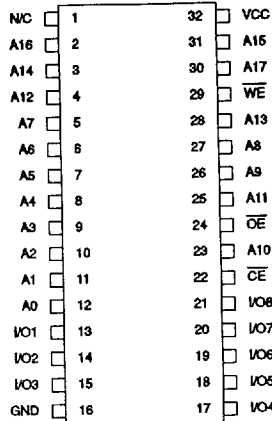 N/C 1 32 VCC
A16 2 31 A15
A14 3 30 A17
A12 4 29 WE
A7 5 28 A13
A6 6 27 A8
A5 7 26 A9
A4 8 25 A11
A3 9 24 OE
A2 10 23 A10
A1 11 22 CE
A0 12 21 I/O8
I/O1 13 20 I/O7
I/O2 14 19 I/O6
I/O3 15 18 I/O5
GND 16 17 I/O4